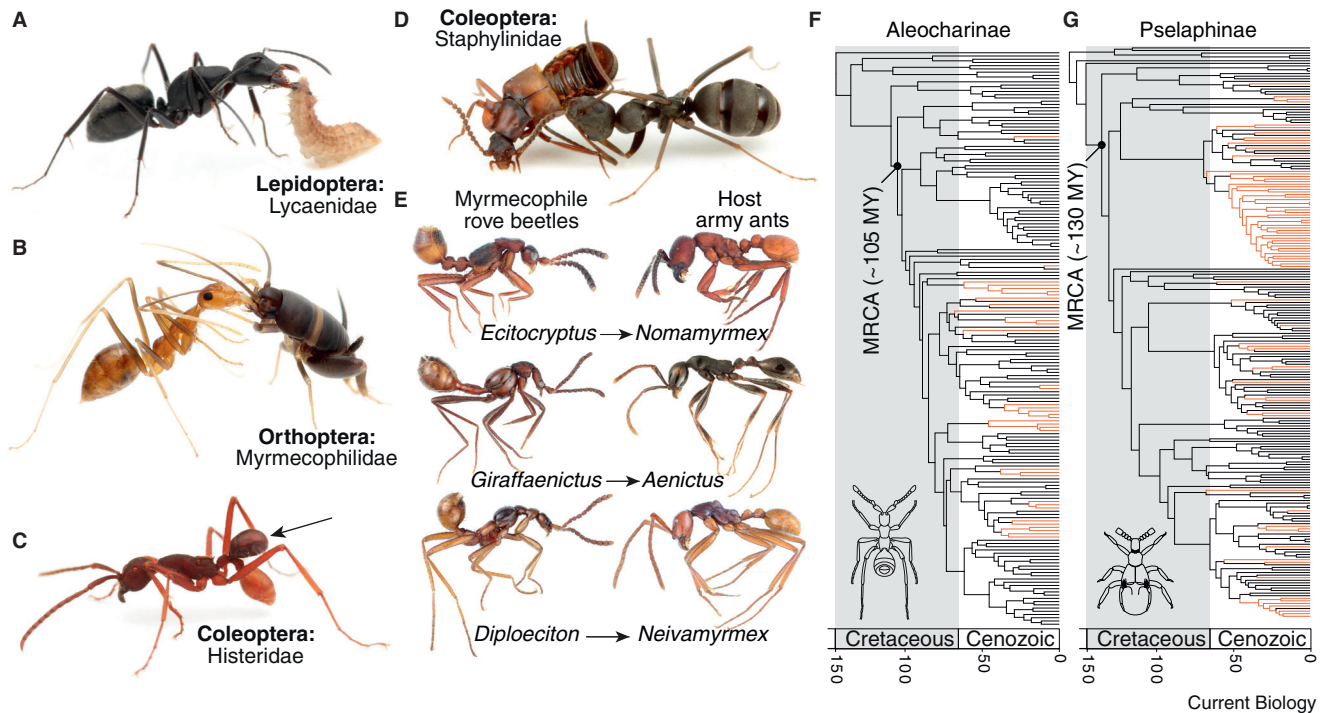 A
Lepidoptera:
Lycaenidae
B
Orthoptera:
Myrmecophilidae
C
Coleoptera:
Histeridae
D
Coleoptera:
Staphylinidae
E
Myrmecophile
rove beetles
Host
army ants
Ecitocryptus → Nomamyrmex
Giraffaenictus → Aenictus
Diploeciton → Neivamyrmex
F
Aleocharinae
MRCA (~105 MY)
Cretaceous Cenozoic
150 100 50 0
G
Pselaphinae
MRCA (~130 MY)
Cretaceous Cenozoic
150 100 50 0
Current Biology